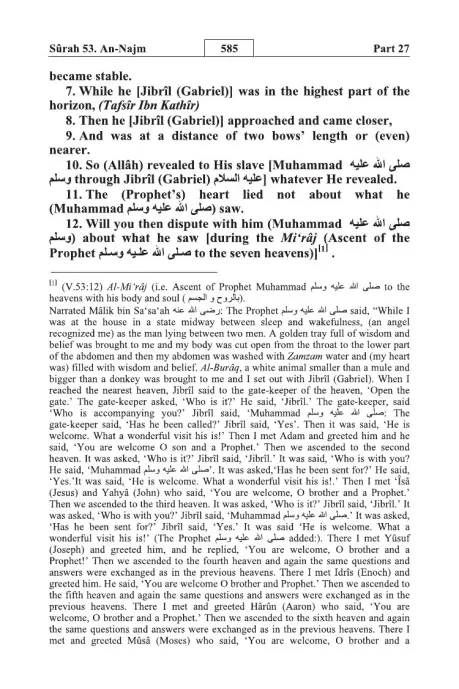 Sûrah 53. An-Najm 585 Part 27
became stable.
7. While he [Jibrîl (Gabriel)] was in the highest part of the
horizon, (Tafsîr Ibn Kathîr)
8. Then he [Jibrîl (Gabriel)] approached and came closer,
9. And was at a distance of two bows' length or (even)
nearer.
10. So (Allâh) revealed to His slave [Muhammad صلى الله عليه
وسلم through Jibrîl (Gabriel) عليه السلام] whatever He revealed.
11. The (Prophet's) heart lied not about what he
(Muhammad صلى الله عليه وسلم) saw.
12. Will you then dispute with him (Muhammad صلى الله عليه
وسلم) about what he saw [during the Mi'râj (Ascent of the
Prophet صلى الله عليه وسلم to the seven heavens)][1] .
[1] (V.53:12) Al-Mi'râj (i.e. Ascent of Prophet Muhammad صلى الله عليه وسلم to the
heavens with his body and soul ( بالروح و الجسم).
Narrated Mâlik bin Sa'sa'ah رضى الله عنه: The Prophet صلى الله عليه وسلم said, "While I
was at the house in a state midway between sleep and wakefulness, (an angel
recognized me) as the man lying between two men. A golden tray full of wisdom and
belief was brought to me and my body was cut open from the throat to the lower part
of the abdomen and then my abdomen was washed with Zamzam water and (my heart
was) filled with wisdom and belief. Al-Burâq, a white animal smaller than a mule and
bigger than a donkey was brought to me and I set out with Jibrîl (Gabriel). When I
reached the nearest heaven, Jibrîl said to the gate-keeper of the heaven, 'Open the
gate.' The gate-keeper asked, 'Who is it?' He said, 'Jibrîl.' The gate-keeper, said
'Who is accompanying you?' Jibrîl said, 'Muhammad صلى الله عليه وسلم: The
gate-keeper said, 'Has he been called?' Jibrîl said, 'Yes'. Then it was said, 'He is
welcome. What a wonderful visit his is!' Then I met Adam and greeted him and he
said, 'You are welcome O son and a Prophet.' Then we ascended to the second
heaven. It was asked, 'Who is it?' Jibrîl said, 'Jibrîl.' It was said, 'Who is with you?'
He said, 'Muhammad صلى الله عليه وسلم'. It was asked,'Has he been sent for?' He said,
'Yes.'It was said, 'He is welcome. What a wonderful visit his is!.' Then I met 'Îsâ
(Jesus) and Yahyâ (John) who said, 'You are welcome, O brother and a Prophet.'
Then we ascended to the third heaven. It was asked, 'Who is it?' Jibrîl said, 'Jibrîl.' It
was asked, 'Who is with you?' Jibrîl said, 'Muhammad صلى الله عليه وسلم.' It was asked,
'Has he been sent for?' Jibrîl said, 'Yes.' It was said 'He is welcome. What a
wonderful visit his is!' (The Prophet صلى الله عليه وسلم added:). There I met Yûsuf
(Joseph) and greeted him, and he replied, 'You are welcome, O brother and a
Prophet!' Then we ascended to the fourth heaven and again the same questions and
answers were exchanged as in the previous heavens. There I met Idrîs (Enoch) and
greeted him. He said, 'You are welcome O brother and Prophet.' Then we ascended to
the fifth heaven and again the same questions and answers were exchanged as in the
previous heavens. There I met and greeted Hârûn (Aaron) who said, 'You are
welcome, O brother and a Prophet'. Then we ascended to the sixth heaven and again
the same questions and answers were exchanged as in the previous heavens. There I
met and greeted Mûsâ (Moses) who said, 'You are welcome, O brother and a